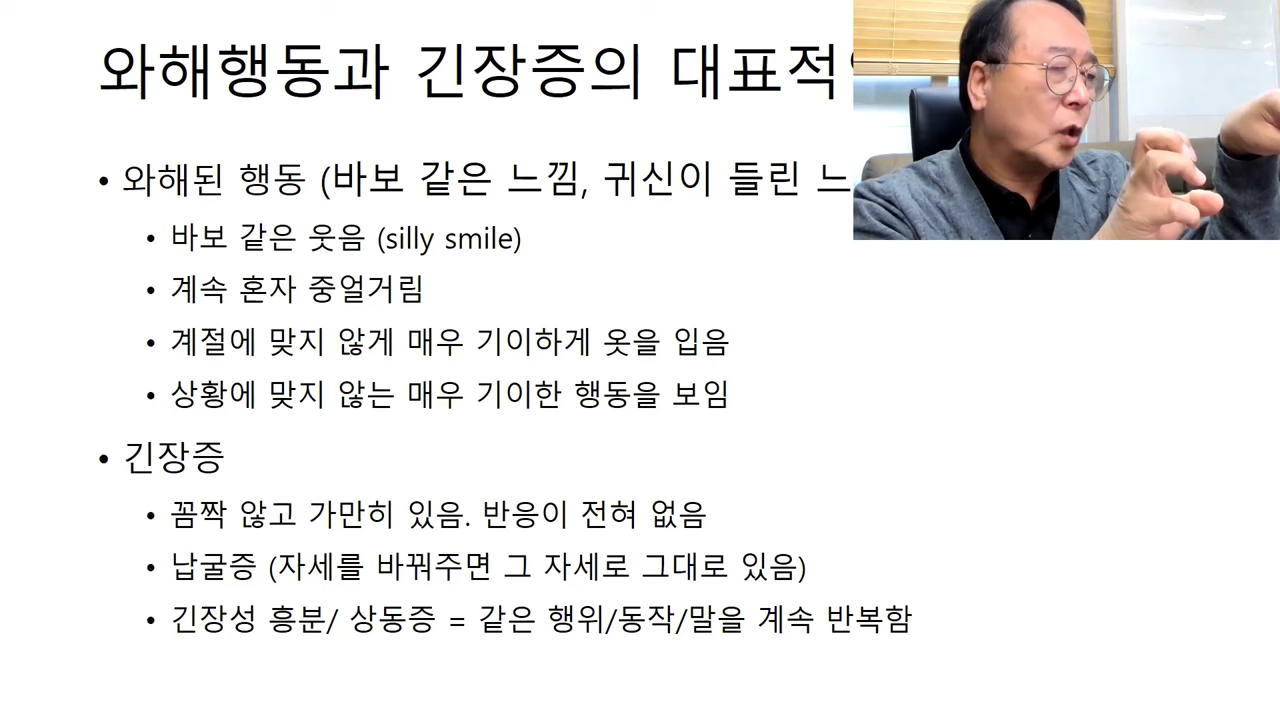 와해행동과 긴장증의 대표적
• 와해된 행동 (바보 같은 느낌, 귀신이 들린 느
• 바보 같은 웃음 (silly smile)
• 계속 혼자 중얼거림
• 계절에 맞지 않게 매우 기이하게 옷을 입음
• 상황에 맞지 않는 매우 기이한 행동을 보임
• 긴장증
• 꼼짝 않고 가만히 있음. 반응이 전혀 없음
• 납굴증 (자세를 바꿔주면 그 자세로 그대로 있음)
• 긴장성 흥분/ 상동증 = 같은 행위/동작/말을 계속 반복함